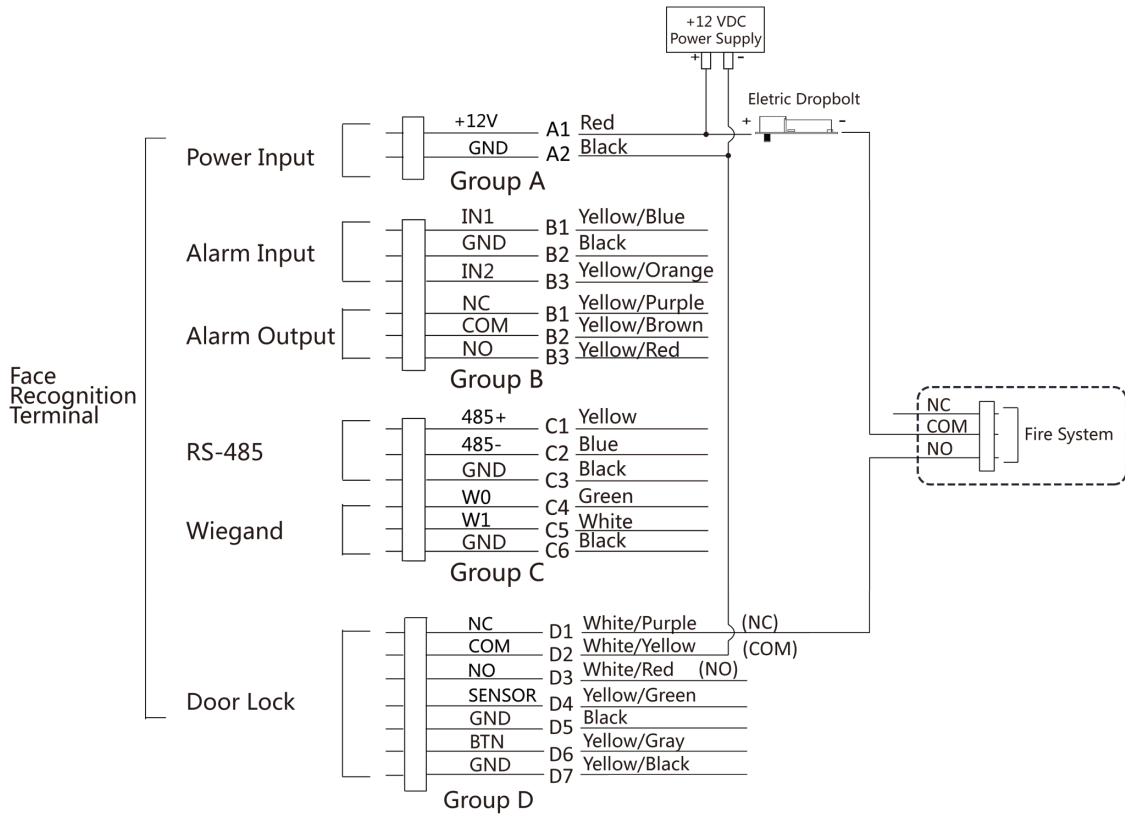 +12 VDC
Power Supply
+ -
Eletric Dropbolt
+ -
Face
Recognition
Terminal
Power Input
+12V A1 Red
GND A2 Black
Group A
Alarm Input
IN1 B1 Yellow/Blue
GND B2 Black
IN2 B3 Yellow/Orange
Alarm Output
NC B1 Yellow/Purple
COM B2 Yellow/Brown
NO B3 Yellow/Red
Group B
RS-485
485+ C1 Yellow
485- C2 Blue
GND C3 Black
Wiegand
W0 C4 Green
W1 C5 White
GND C6 Black
Group C
Door Lock
NC D1 White/Purple (NC)
COM D2 White/Yellow (COM)
NO D3 White/Red (NO)
SENSOR D4 Yellow/Green
GND D5 Black
BTN D6 Yellow/Gray
GND D7 Yellow/Black
Group D
NC
COM
NO
Fire System